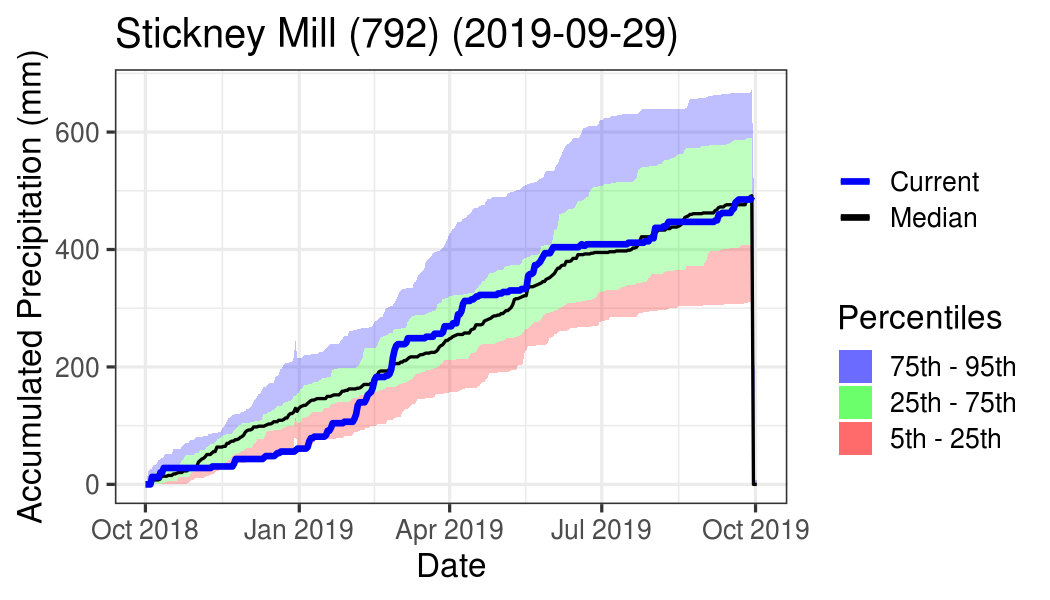 Stickney Mill (792) (2019-09-29)
Accumulated Precipitation (mm)
600
400
200
0
Oct 2018
Jan 2019
Apr 2019
Jul 2019
Oct 2019
Date
Current
Median
Percentiles
75th - 95th
25th - 75th
5th - 25th